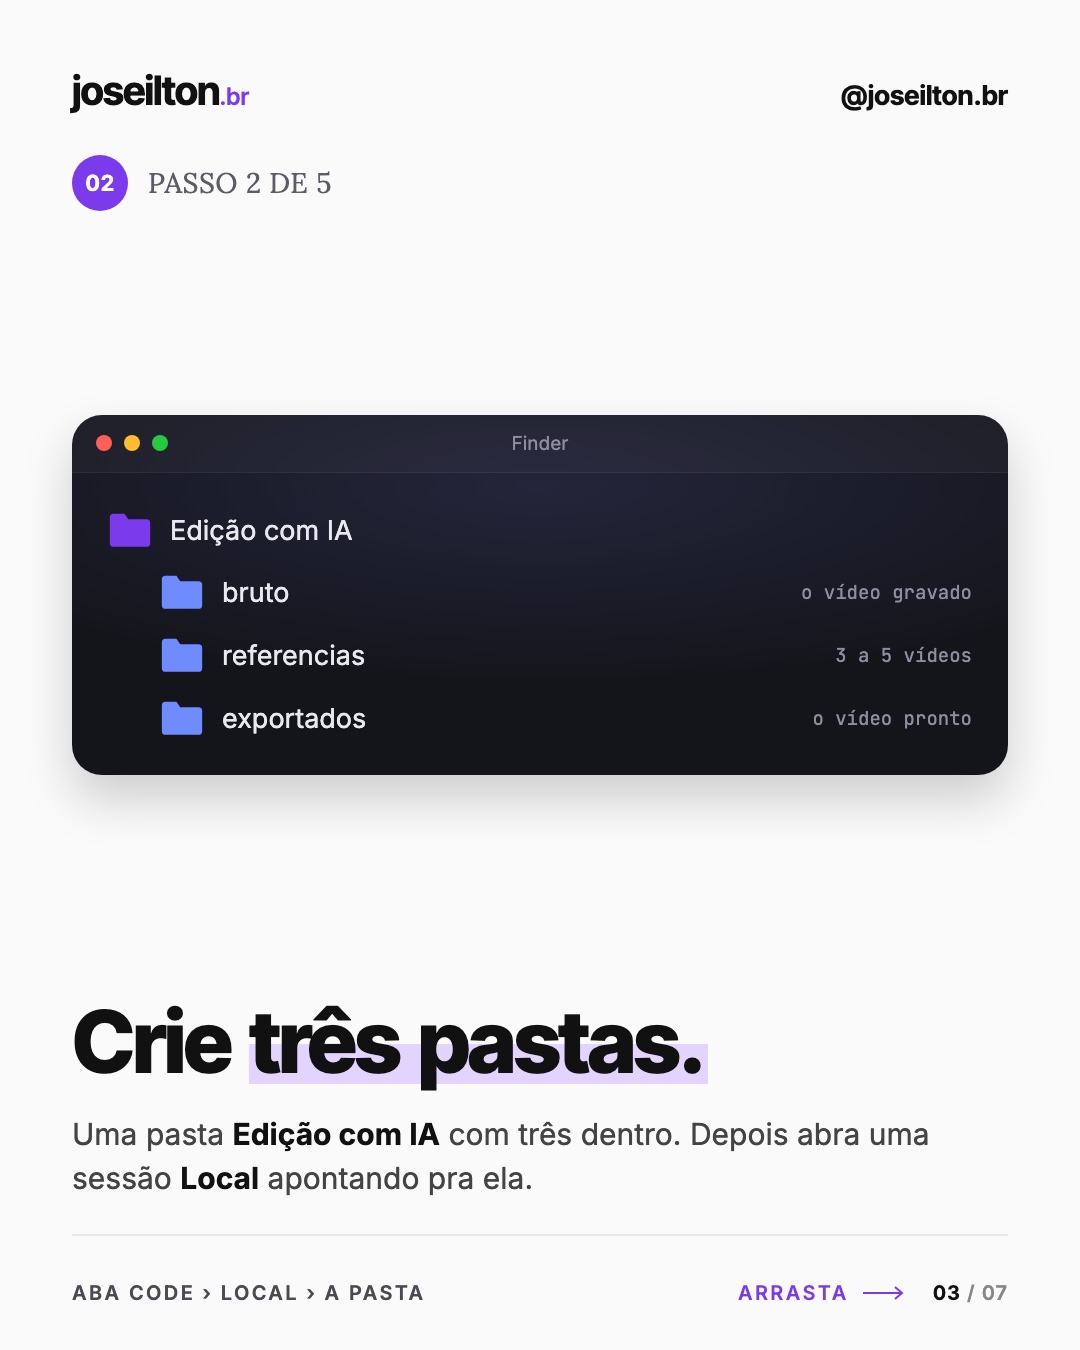 joseilton.br
@joseilton.br
02 PASSO 2 DE 5
Finder
Edição com IA
bruto o vídeo gravado
referencias 3 a 5 vídeos
exportados o vídeo pronto
Crie três pastas.
Uma pasta Edição com IA com três dentro. Depois abra uma
sessão Local apontando pra ela.
ABA CODE › LOCAL › A PASTA
ARRASTA → 03 / 07